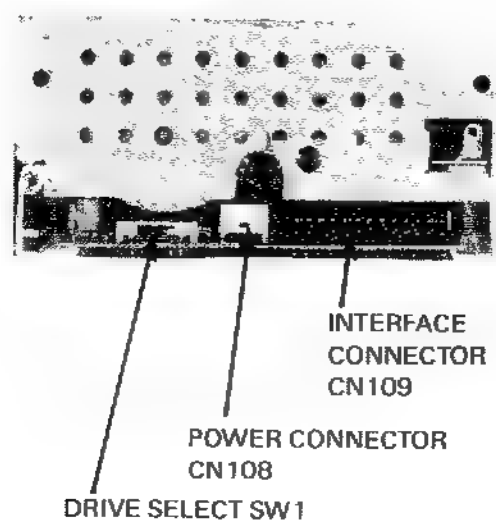 INTERFACE
CONNECTOR
CN109
POWER CONNECTOR
CN108
DRIVE SELECT SW1